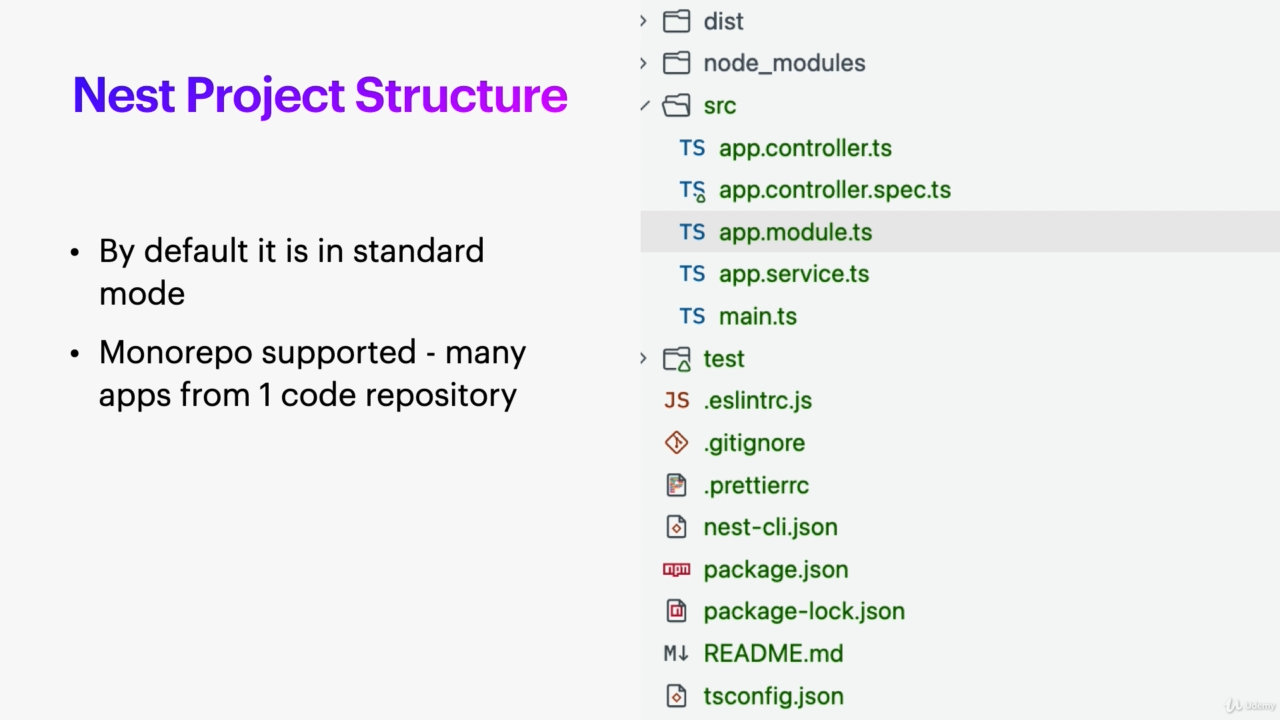 Nest Project Structure
• By default it is in standard
mode
• Monorepo supported - many
apps from 1 code repository
dist
node_modules
src
TS app.controller.ts
TS app.controller.spec.ts
TS app.module.ts
TS app.service.ts
TS main.ts
test
JS .eslintrc.js
.gitignore
.prettierrc
nest-cli.json
npm package.json
package-lock.json
M↓ README.md
tsconfig.json
Udemy